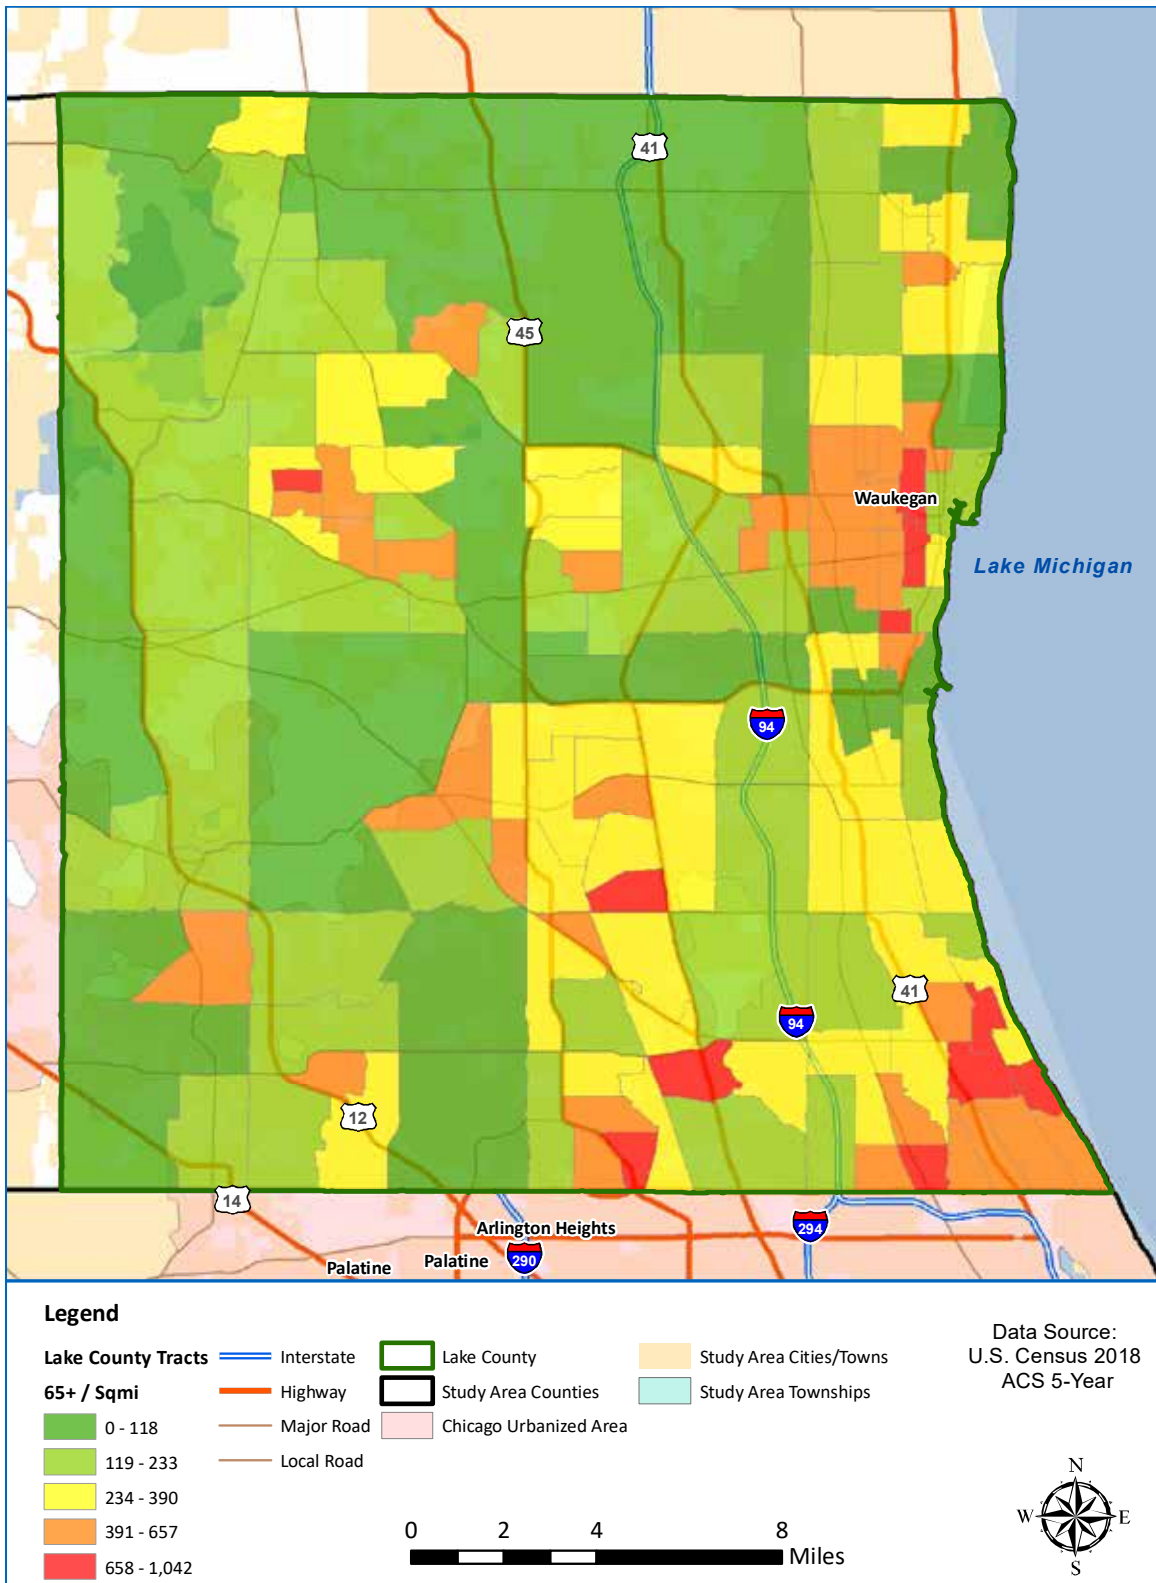 41
45
Waukegan
Lake Michigan
94
41
94
12
14
Arlington Heights
294
Palatine
290
Palatine
Legend
Lake County Tracts
65+ / Sqmi
0 - 118
119 - 233
234 - 390
391 - 657
658 - 1,042
Interstate
Highway
Major Road
Local Road
Lake County
Study Area Counties
Chicago Urbanized Area
Study Area Cities/Towns
Study Area Townships
Data Source:
U.S. Census 2018
ACS 5-Year
0 2 4 8
Miles
N
W E
S